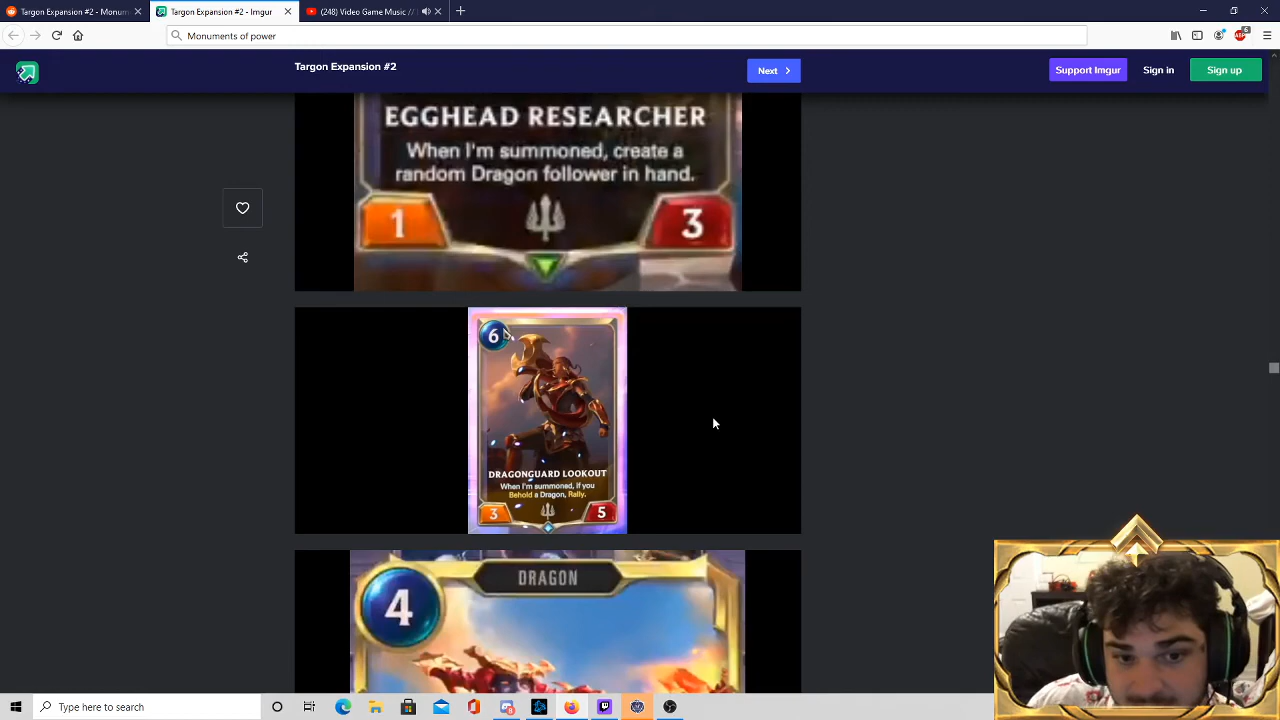 Targon Expansion #2 - Monum
Targon Expansion #2 - Imgur
(248) Video Game Music //
Monuments of power
6
Targon Expansion #2
Next
Support Imgur
Sign in
Sign up
EGGHEAD RESEARCHER
When I'm summoned, create a
random Dragon follower in hand.
1
3
6
DRAGONGUARD LOOKOUT
When I'm summoned, if you
Behold a Dragon, Rally.
3
5
4
DRAGON
Type here to search